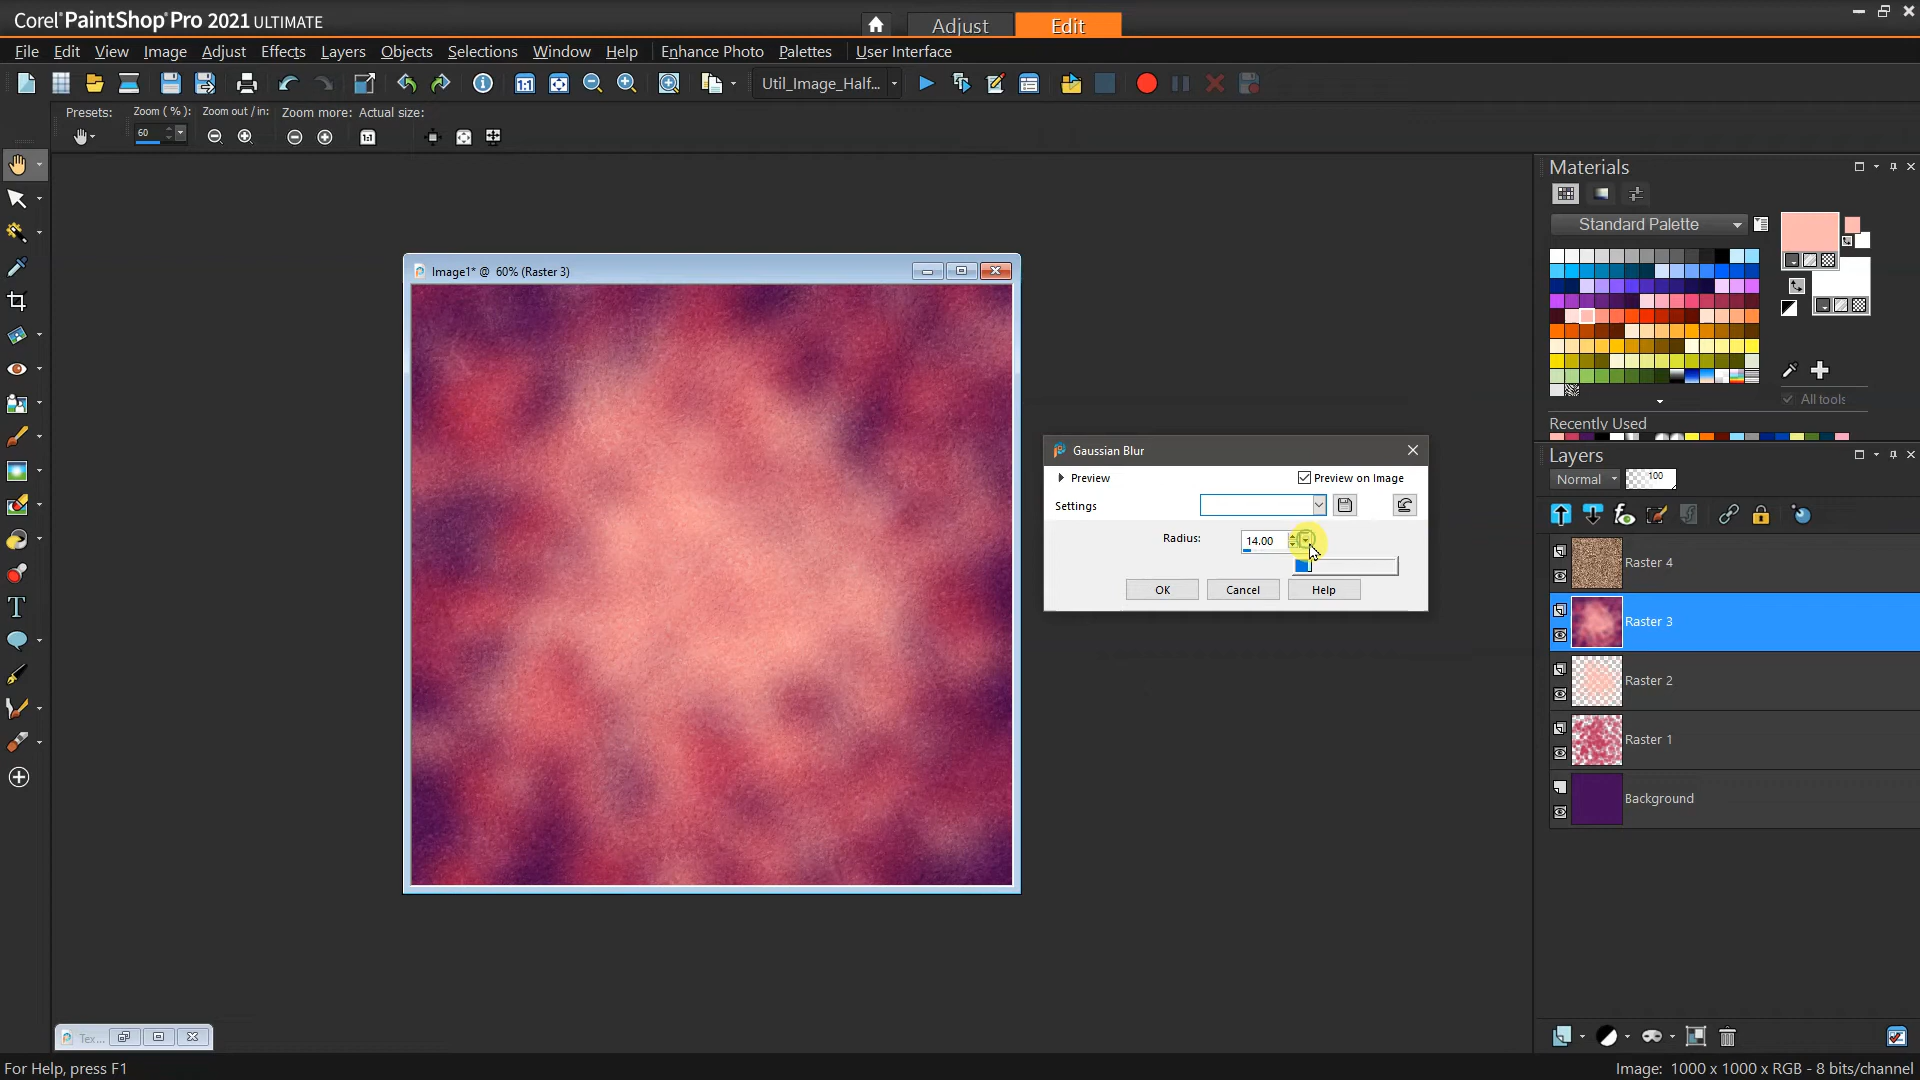 Corel PaintShop Pro 2021 ULTIMATE
Adjust
Edit
File Edit View Image Adjust Effects Layers Objects Selections Window Help Enhance Photo Palettes User Interface
Util_Image_Half...
Presets: Zoom ( % ): Zoom out / in: Zoom more: Actual size:
60
Image1* @ 60% (Raster 3)
Gaussian Blur
Preview
Preview on Image
Settings
Radius:
14.00
OK
Cancel
Help
Materials
Standard Palette
All tools
Recently Used
Layers
Normal
100
Raster 4
Raster 3
Raster 2
Raster 1
Background
Tex...
For Help, press F1
Image: 1000 x 1000 x RGB - 8 bits/channel